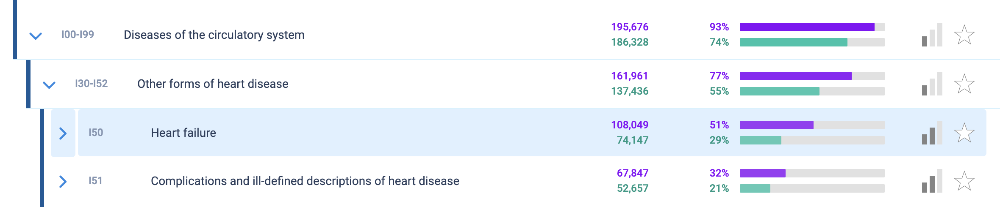 I00-I99 Diseases of the circulatory system 195,676 93%
186,328 74%
I30-I52 Other forms of heart disease 161,961 77%
137,436 55%
I50 Heart failure 108,049 51%
74,147 29%
I51 Complications and ill-defined descriptions of heart disease 67,847 32%
52,657 21%